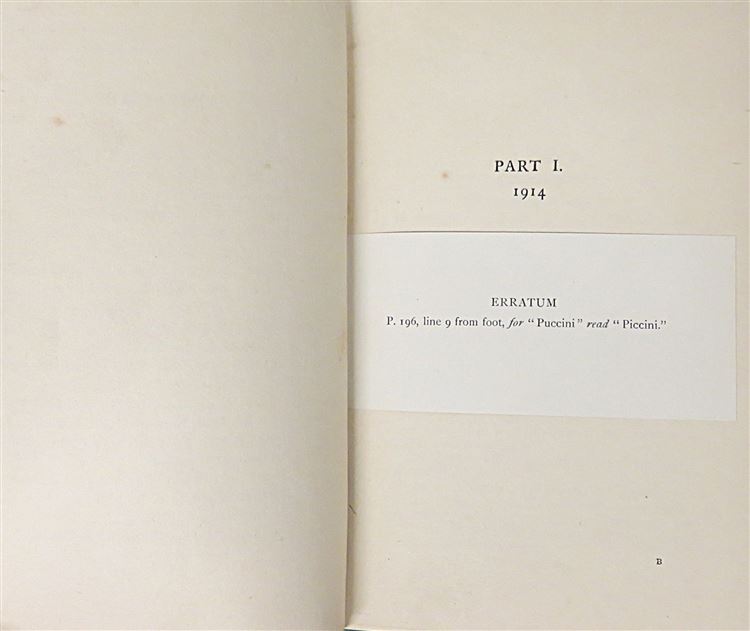 PART I.
1914
ERRATUM
P. 196, line 9 from foot, for “Puccini” read “Piccini.”
B